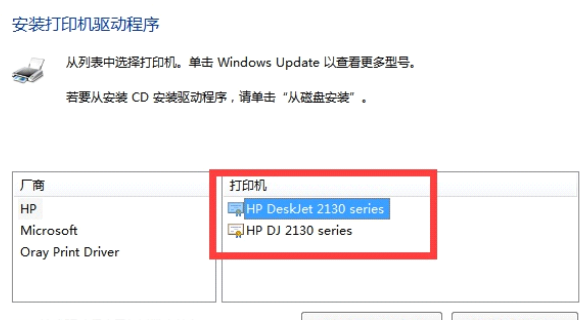 安装打印机驱动程序
从列表中选择打印机。单击 Windows Update 以查看更多型号。
若要从安装 CD 安装驱动程序，请单击“从磁盘安装”。
厂商
打印机
HP
HP DeskJet 2130 series
Microsoft
HP DJ 2130 series
Oray Print Driver